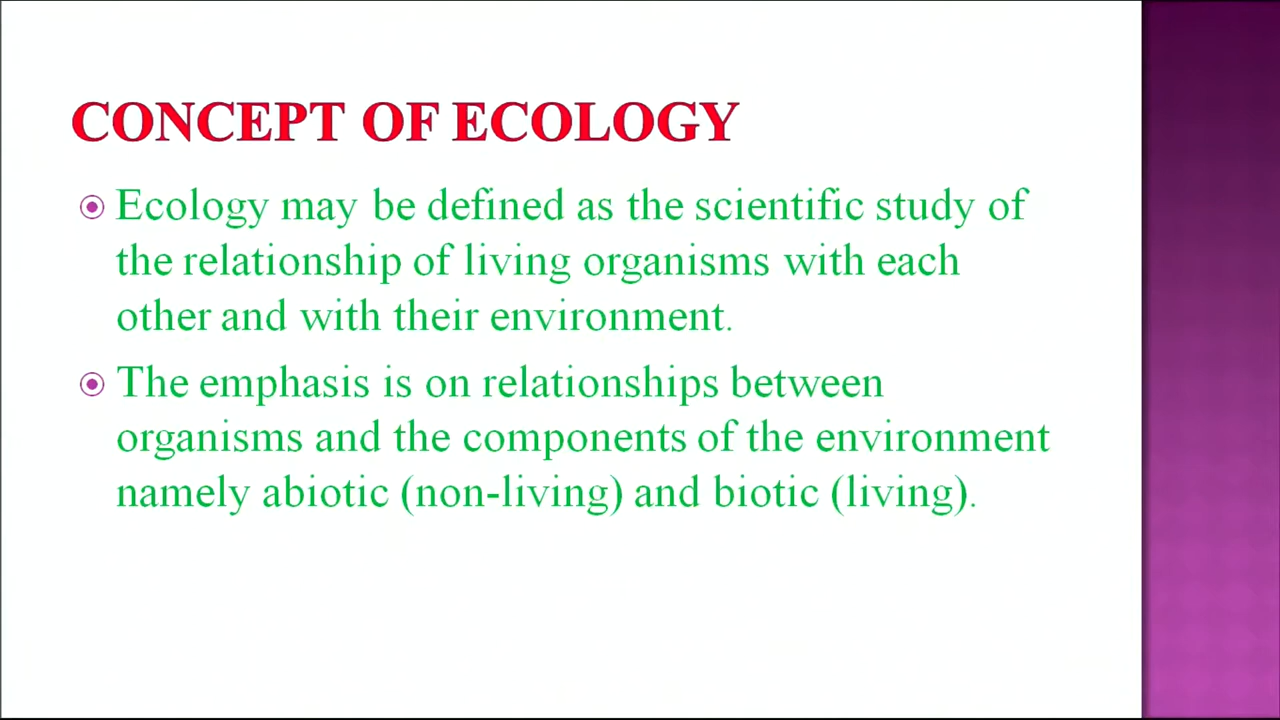 CONCEPT OF ECOLOGY
Ecology may be defined as the scientific study of
the relationship of living organisms with each
other and with their environment.
The emphasis is on relationships between
organisms and the components of the environment
namely abiotic (non-living) and biotic (living).